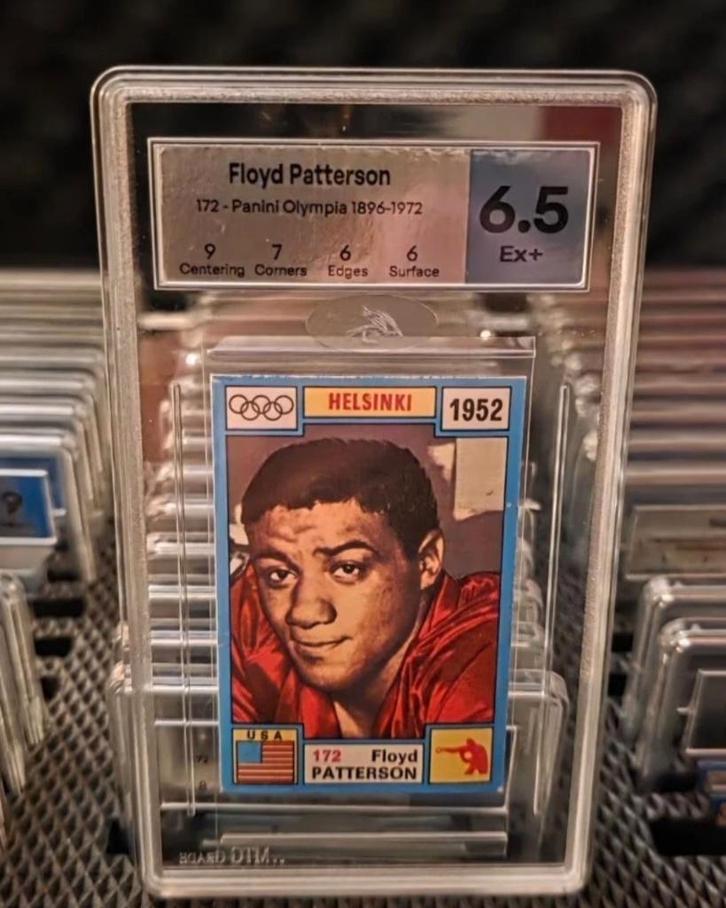 Floyd Patterson
172 - Panini Olympia 1896-1972
9 7 6 6
Centering Corners Edges Surface
6.5
Ex+
HELSINKI
1952
USA
172 Floyd
PATTERSON